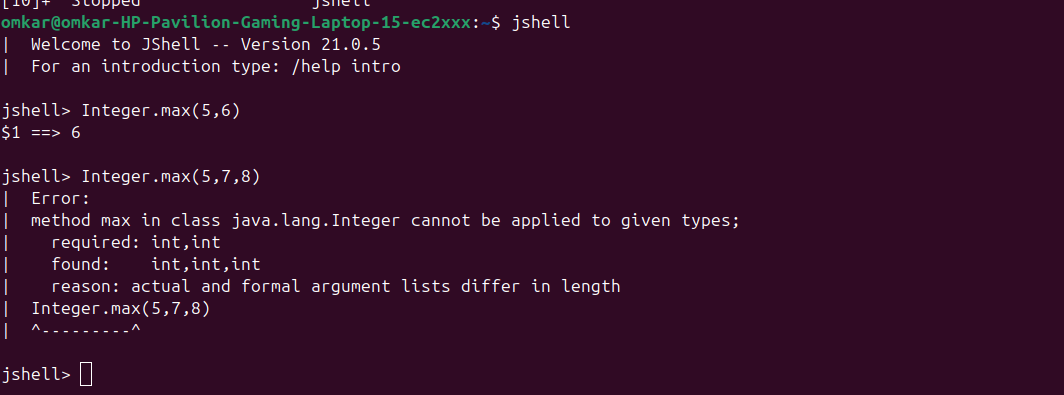 [10]+  Stopped                 jshell
omkar@omkar-HP-Pavilion-Gaming-Laptop-15-ec2xxx:~$ jshell
|  Welcome to JShell -- Version 21.0.5
|  For an introduction type: /help intro
jshell> Integer.max(5,6)
$1 ==> 6
jshell> Integer.max(5,7,8)
|  Error:
|  method max in class java.lang.Integer cannot be applied to given types;
|    required: int,int
|    found:    int,int,int
|    reason: actual and formal argument lists differ in length
|  Integer.max(5,7,8)
|  ^---------^
jshell>